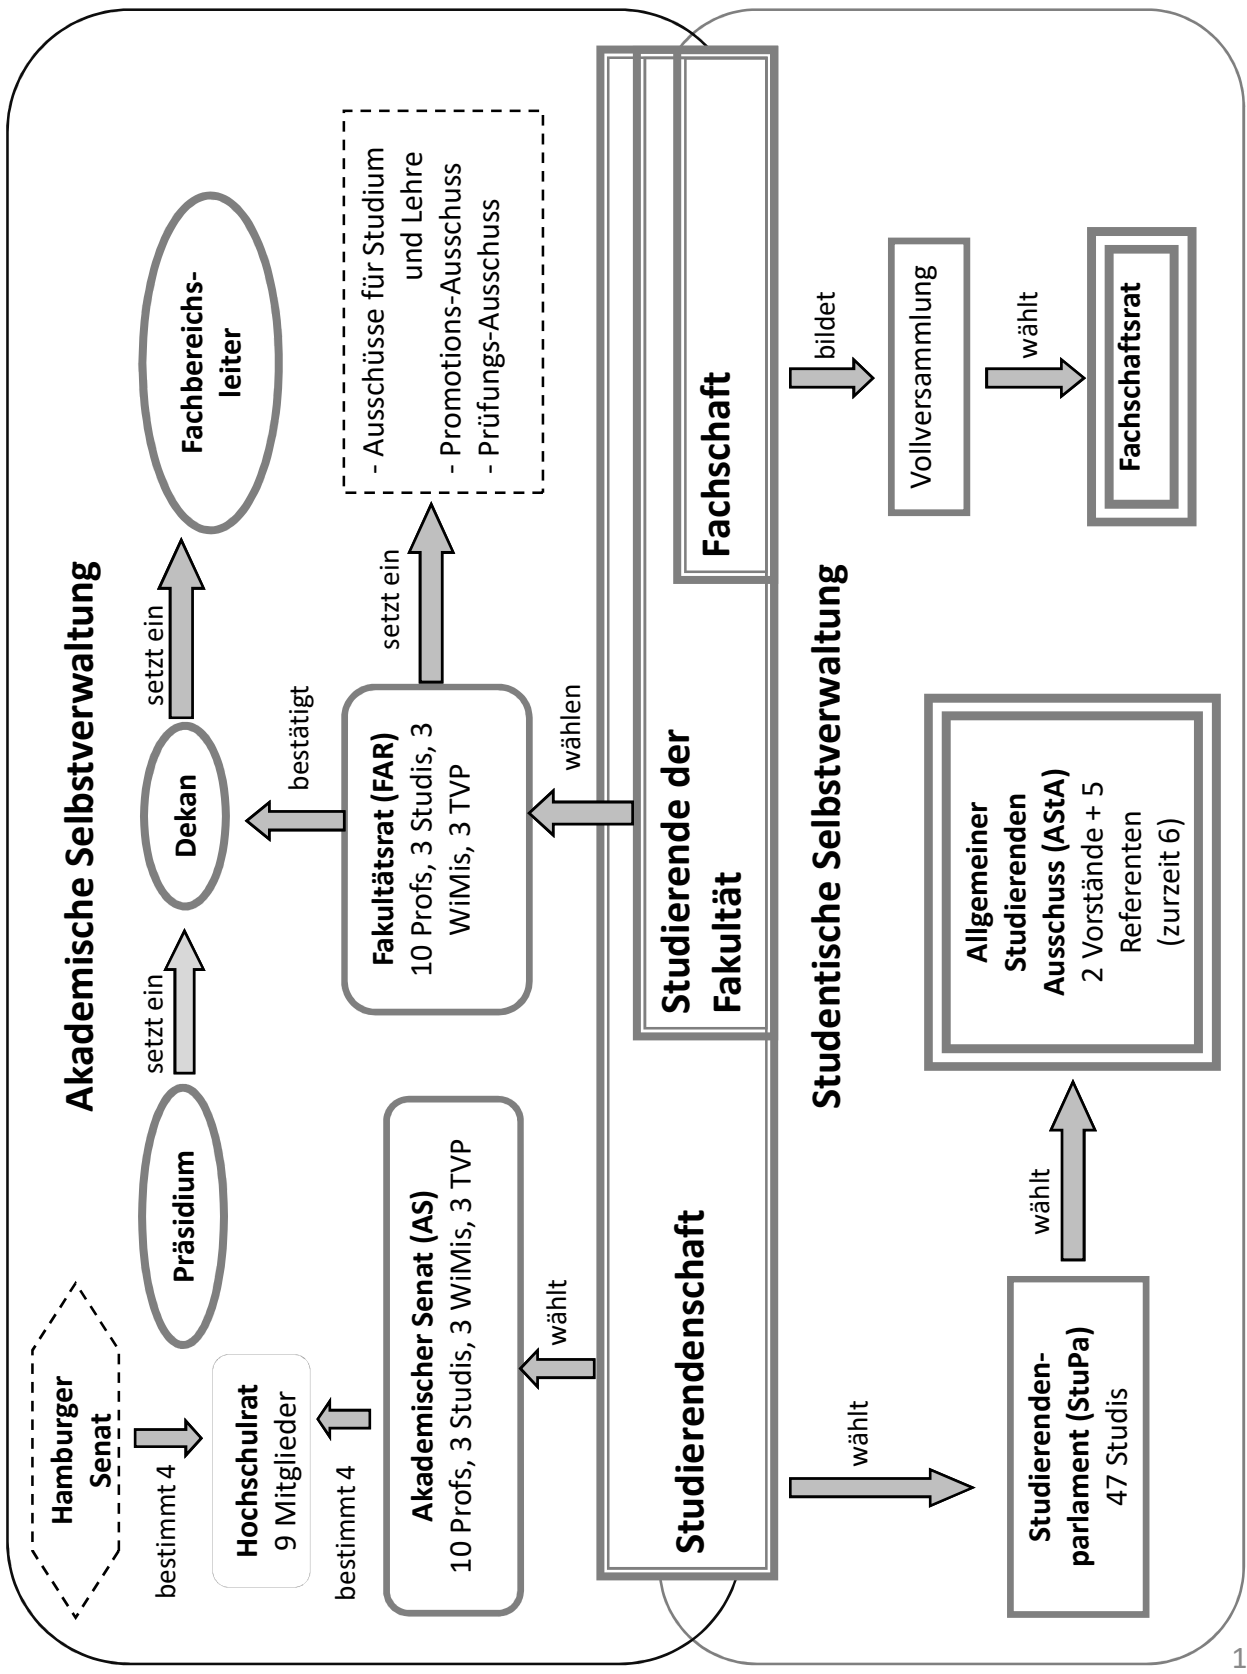 Akademische Selbstverwaltung
Hamburger
Senat
bestimmt 4
Hochschulrat
9 Mitglieder
bestimmt 4
Präsidium
setzt ein
Dekan
setzt ein
Fachbereichs-
leiter
Akademischer Senat (AS)
10 Profs, 3 Studis, 3 WiMis, 3 TVP
wählt
bestätigt
Fakultätsrat (FAR)
10 Profs, 3 Studis, 3
WiMis, 3 TVP
wählen
setzt ein
- Ausschüsse für Studium
und Lehre
- Promotions-Ausschuss
- Prüfungs-Ausschuss
Studierendenschaft
Studierende der
Fakultät
Fachschaft
Studentische Selbstverwaltung
wählt
Studierenden-
parlament (StuPa)
47 Studis
wählt
Allgemeiner
Studierenden
Ausschuss (AStA)
2 Vorstände + 5
Referenten
(zurzeit 6)
bildet
Vollversammlung
wählt
Fachschaftsrat
1